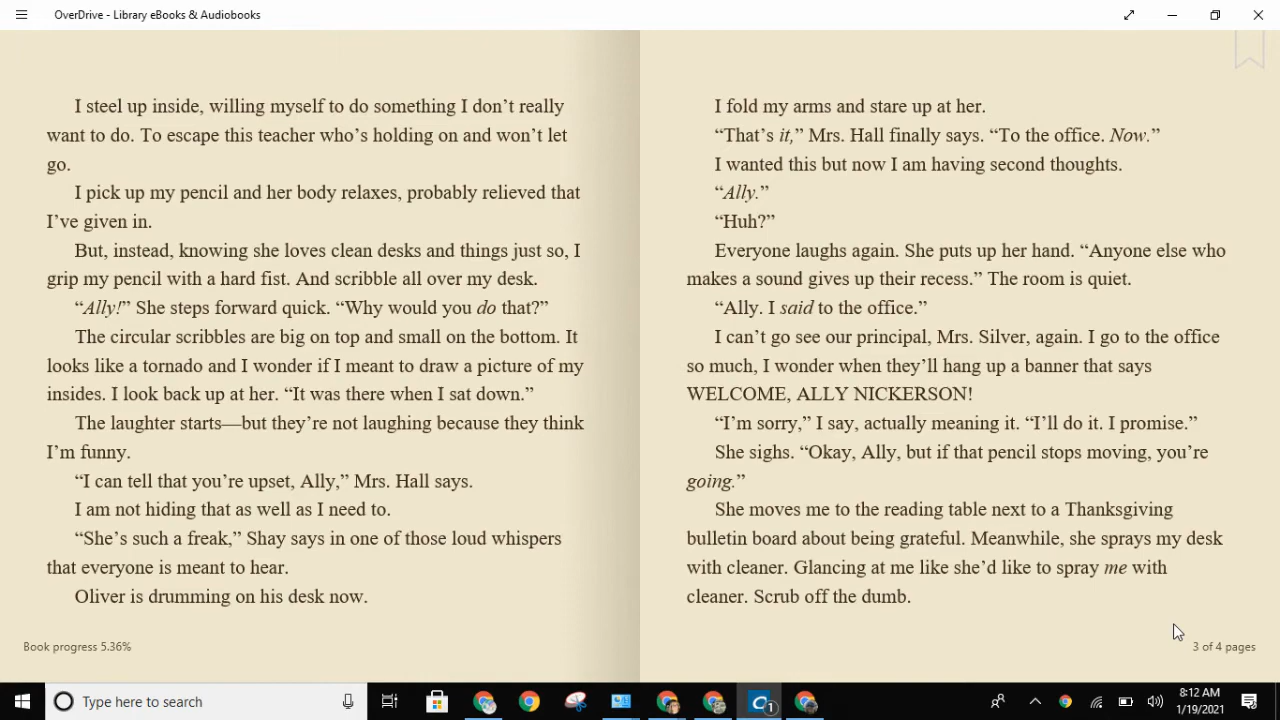 OverDrive - Library eBooks & Audiobooks
I steel up inside, willing myself to do something I don’t really
want to do. To escape this teacher who’s holding on and won’t let
go.
I pick up my pencil and her body relaxes, probably relieved that
I’ve given in.
But, instead, knowing she loves clean desks and things just so, I
grip my pencil with a hard fist. And scribble all over my desk.
“Ally!” She steps forward quick. “Why would you do that?”
The circular scribbles are big on top and small on the bottom. It
looks like a tornado and I wonder if I meant to draw a picture of my
insides. I look back up at her. “It was there when I sat down.”
The laughter starts—but they’re not laughing because they think
I’m funny.
“I can tell that you’re upset, Ally,” Mrs. Hall says.
I am not hiding that as well as I need to.
“She’s such a freak,” Shay says in one of those loud whispers
that everyone is meant to hear.
Oliver is drumming on his desk now.
Book progress 5.36%
I fold my arms and stare up at her.
“That’s it,” Mrs. Hall finally says. “To the office. Now.”
I wanted this but now I am having second thoughts.
“Ally.”
“Huh?”
Everyone laughs again. She puts up her hand. “Anyone else who
makes a sound gives up their recess.” The room is quiet.
“Ally. I said to the office.”
I can’t go see our principal, Mrs. Silver, again. I go to the office
so much, I wonder when they’ll hang up a banner that says
WELCOME, ALLY NICKERSON!
“I’m sorry,” I say, actually meaning it. “I’ll do it. I promise.”
She sighs. “Okay, Ally, but if that pencil stops moving, you’re
going.”
She moves me to the reading table next to a Thanksgiving
bulletin board about being grateful. Meanwhile, she sprays my desk
with cleaner. Glancing at me like she’d like to spray me with
cleaner. Scrub off the dumb.
3 of 4 pages
Type here to search
1
8:12 AM
1/19/2021